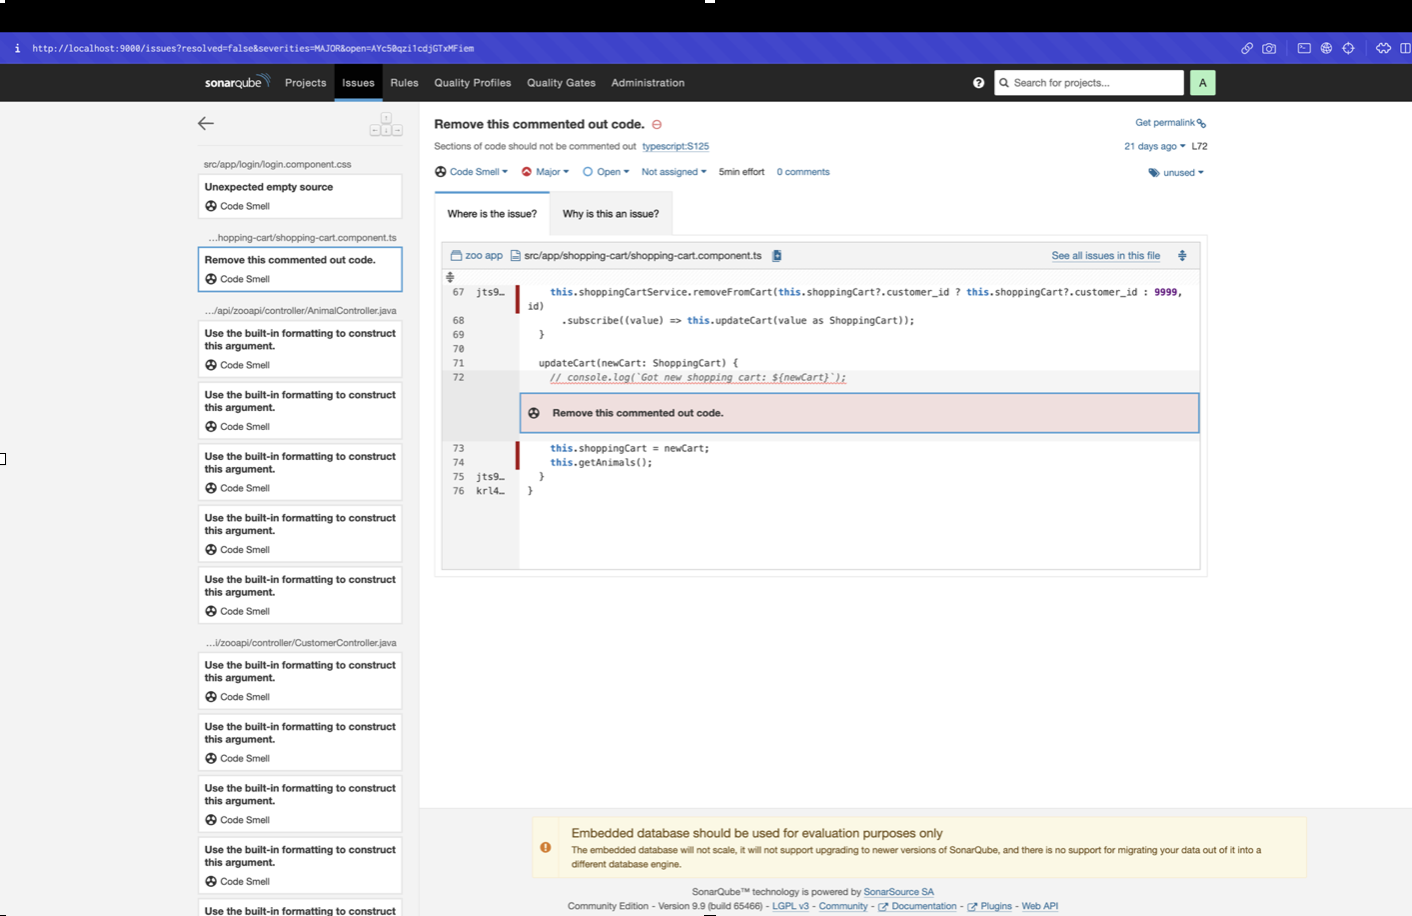 i http://localhost:9000/issues?resolved=false&severities=MAJOR&open=AYc50qzi1cdjGTxMFiem
sonarqube Projects Issues Rules Quality Profiles Quality Gates Administration ? Search for projects... A
src/app/login/login.component.css
Unexpected empty source
Code Smell
...hopping-cart/shopping-cart.component.ts
Remove this commented out code.
Code Smell
.../api/zooapi/controller/AnimalController.java
Use the built-in formatting to construct
this argument.
Code Smell
Use the built-in formatting to construct
this argument.
Code Smell
Use the built-in formatting to construct
this argument.
Code Smell
Use the built-in formatting to construct
this argument.
Code Smell
Use the built-in formatting to construct
this argument.
Code Smell
...i/zooapi/controller/CustomerController.java
Use the built-in formatting to construct
this argument.
Code Smell
Use the built-in formatting to construct
this argument.
Code Smell
Use the built-in formatting to construct
this argument.
Code Smell
Use the built-in formatting to construct
this argument.
Code Smell
Use the built-in formatting to construct
Remove this commented out code. Get permalink
Sections of code should not be commented out typescript:S125 21 days ago L72
Code Smell Major Open Not assigned 5min effort 0 comments unused
Where is the issue? Why is this an issue?
zoo app src/app/shopping-cart/shopping-cart.component.ts See all issues in this file
67 jts9… this.shoppingCartService.removeFromCart(this.shoppingCart?.customer_id ? this.shoppingCart?.customer_id : 9999,
id)
68 .subscribe((value) => this.updateCart(value as ShoppingCart));
69 }
70
71 updateCart(newCart: ShoppingCart) {
72 // console.log(`Got new shopping cart: ${newCart}`);
Remove this commented out code.
73 this.shoppingCart = newCart;
74 this.getAnimals();
75 jts9… }
76 krl4… }
Embedded database should be used for evaluation purposes only
The embedded database will not scale, it will not support upgrading to newer versions of SonarQube, and there is no support for migrating your data out of it into a
different database engine.
SonarQube™ technology is powered by SonarSource SA
Community Edition - Version 9.9 (build 65466) - LGPL v3 - Community - Documentation - Plugins - Web API